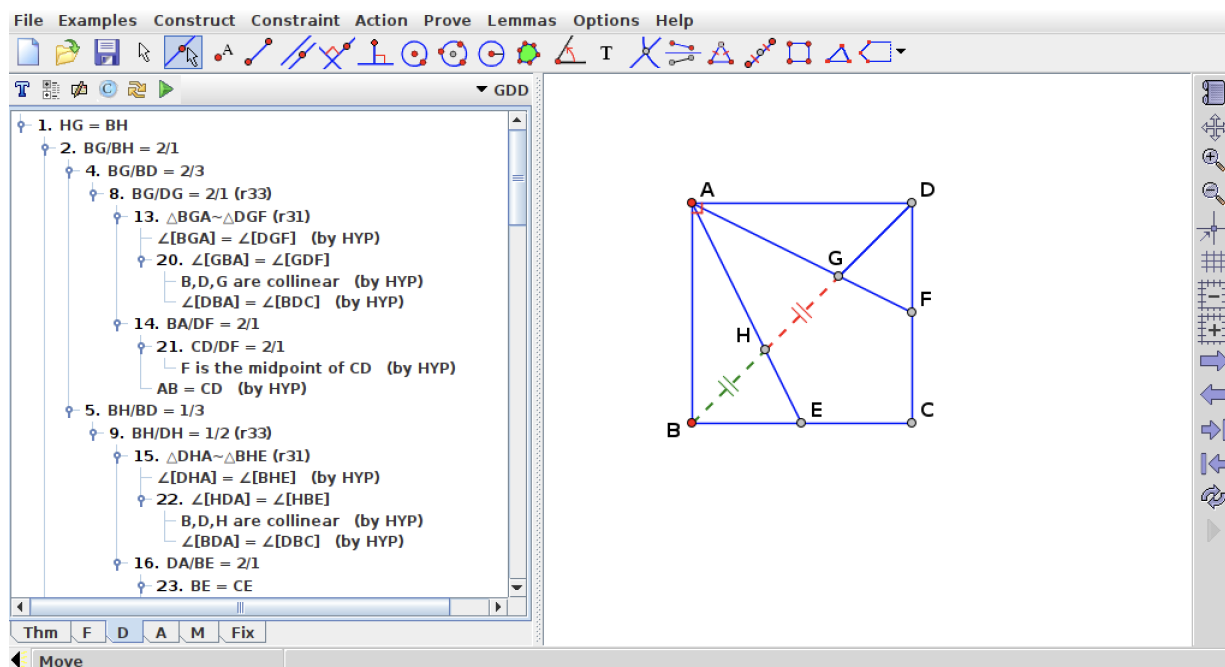 File Examples Construct Constraint Action Prove Lemmas Options Help
A T
T C GDD
1. HG = BH
2. BG/BH = 2/1
4. BG/BD = 2/3
8. BG/DG = 2/1 (r33)
13. △BGA~△DGF (r31)
∠[BGA] = ∠[DGF] (by HYP)
20. ∠[GBA] = ∠[GDF]
B,D,G are collinear (by HYP)
∠[DBA] = ∠[BDC] (by HYP)
14. BA/DF = 2/1
21. CD/DF = 2/1
F is the midpoint of CD (by HYP)
AB = CD (by HYP)
5. BH/BD = 1/3
9. BH/DH = 1/2 (r33)
15. △DHA~△BHE (r31)
∠[DHA] = ∠[BHE] (by HYP)
22. ∠[HDA] = ∠[HBE]
B,D,H are collinear (by HYP)
∠[BDA] = ∠[DBC] (by HYP)
16. DA/BE = 2/1
23. BE = CE
Thm F D A M Fix
Move
A D
G
F
H
E C
B